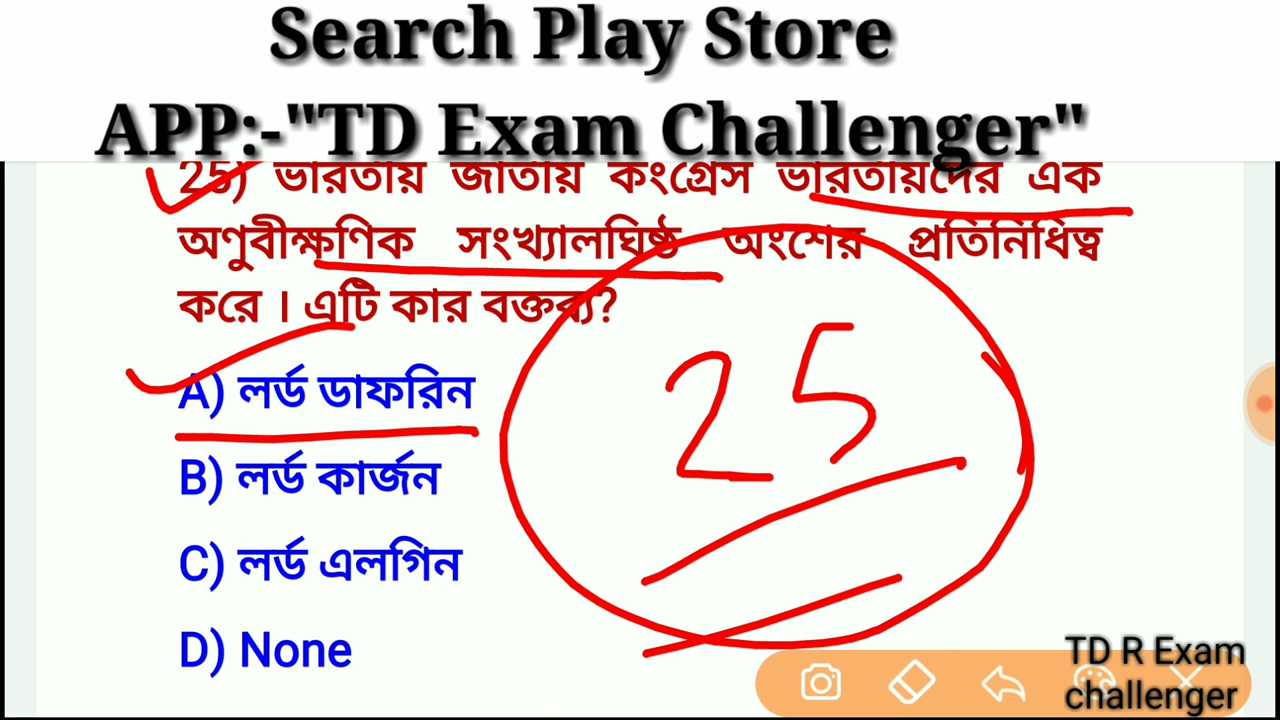 Search Play Store
APP:-"TD Exam Challenger"
25) ভারতীয় জাতীয় কংগ্রেস ভারতীয়দের এক
অণুবীক্ষণিক সংখ্যালঘিষ্ঠ অংশের প্রতিনিধিত্ব
করে । এটি কার বক্তব্য?
A) লর্ড ডাফরিন
25
B) লর্ড কার্জন
C) লর্ড এলগিন
D) None
TD R Exam
challenger